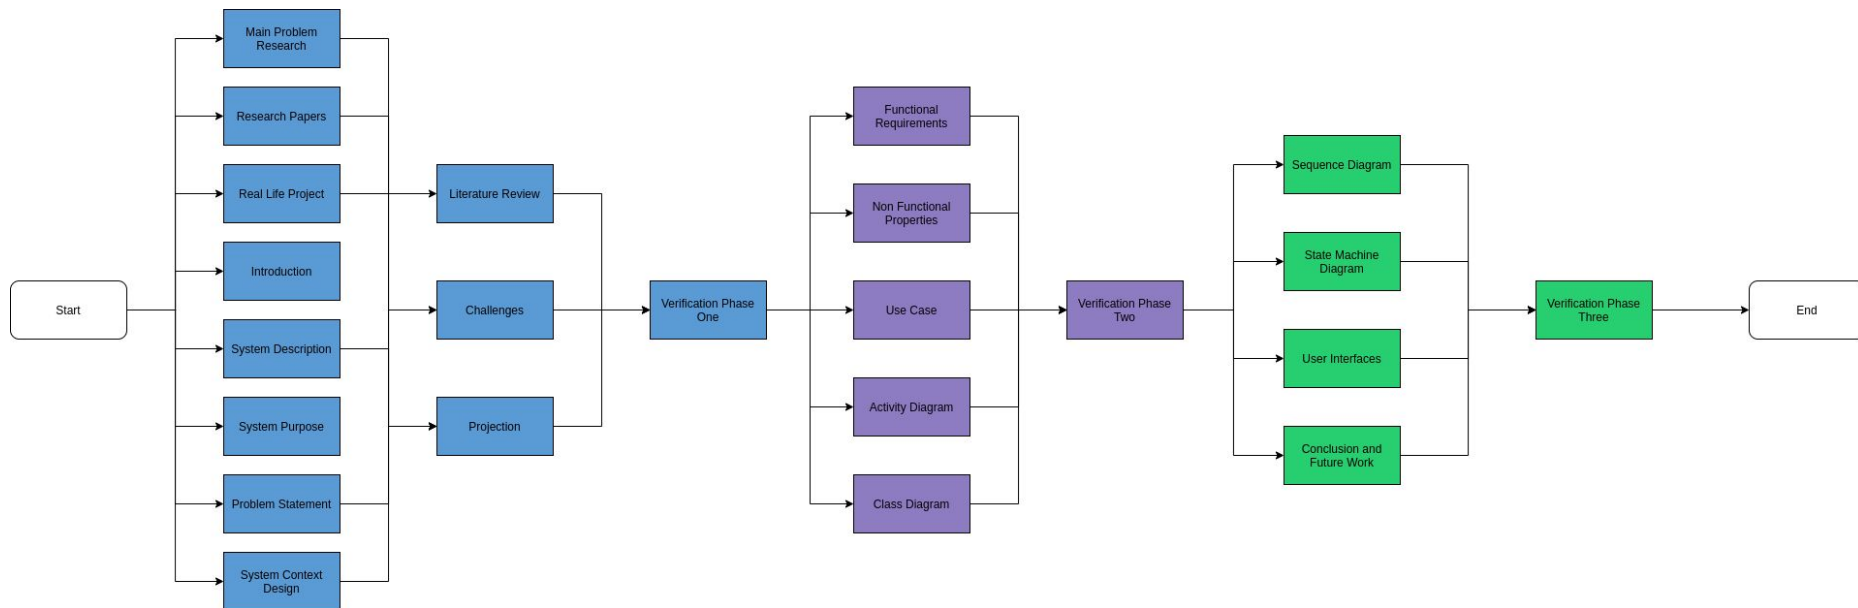 Start
Main Problem
Research
Research Papers
Real Life Project
Introduction
System Description
System Purpose
Problem Statement
System Context
Design
Literature Review
Challenges
Projection
Verification Phase
One
Functional
Requirements
Non Functional
Properties
Use Case
Activity Diagram
Class Diagram
Verification Phase
Two
Sequence Diagram
State Machine
Diagram
User Interfaces
Conclusion and
Future Work
Verification Phase
Three
End